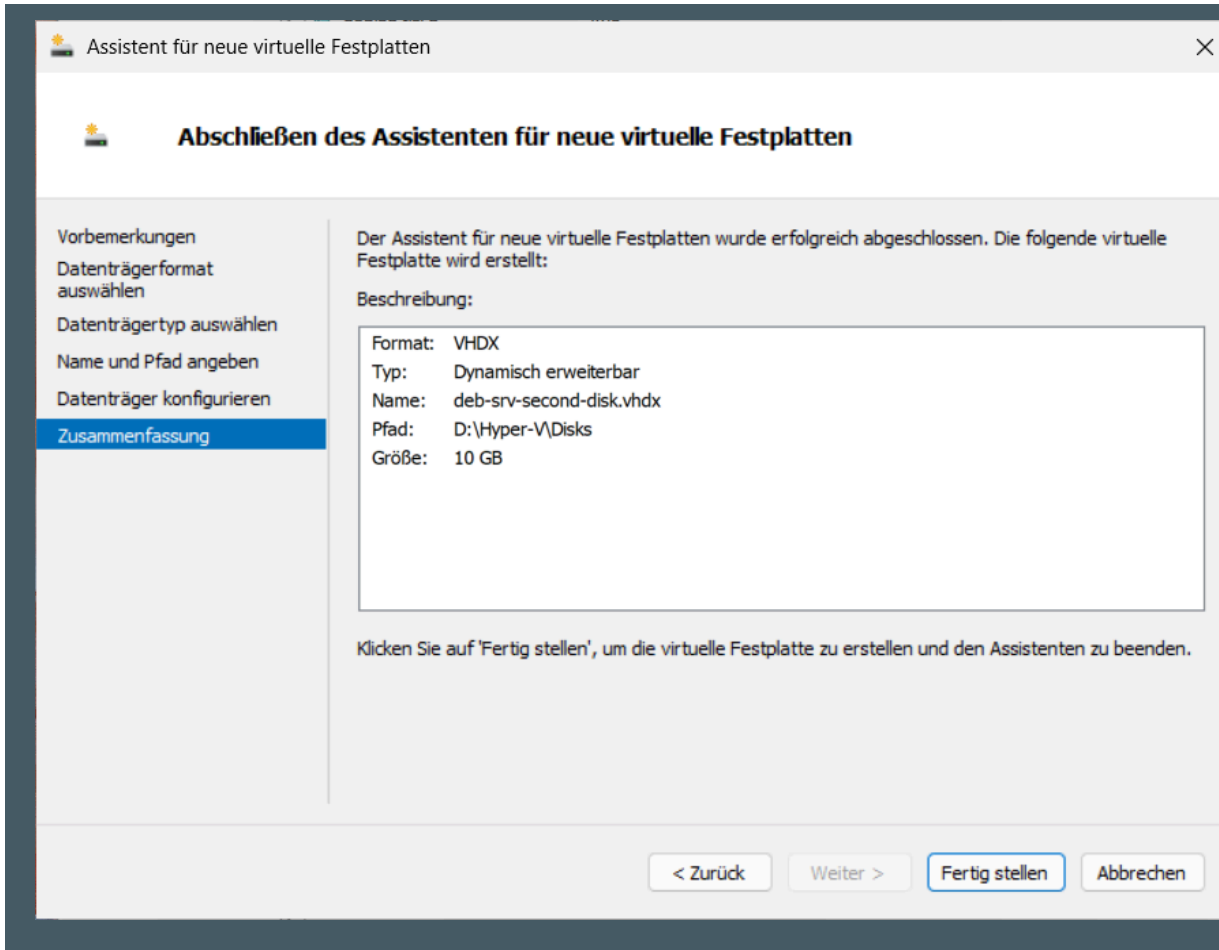 Assistent für neue virtuelle Festplatten
Abschließen des Assistenten für neue virtuelle Festplatten
Vorbemerkungen
Datenträgerformat
auswählen
Datenträgertyp auswählen
Name und Pfad angeben
Datenträger konfigurieren
Zusammenfassung
Der Assistent für neue virtuelle Festplatten wurde erfolgreich abgeschlossen. Die folgende virtuelle
Festplatte wird erstellt:
Beschreibung:
Format: VHDX
Typ: Dynamisch erweiterbar
Name: deb-srv-second-disk.vhdx
Pfad: D:\Hyper-V\Disks
Größe: 10 GB
Klicken Sie auf 'Fertig stellen', um die virtuelle Festplatte zu erstellen und den Assistenten zu beenden.
< Zurück
Weiter >
Fertig stellen
Abbrechen